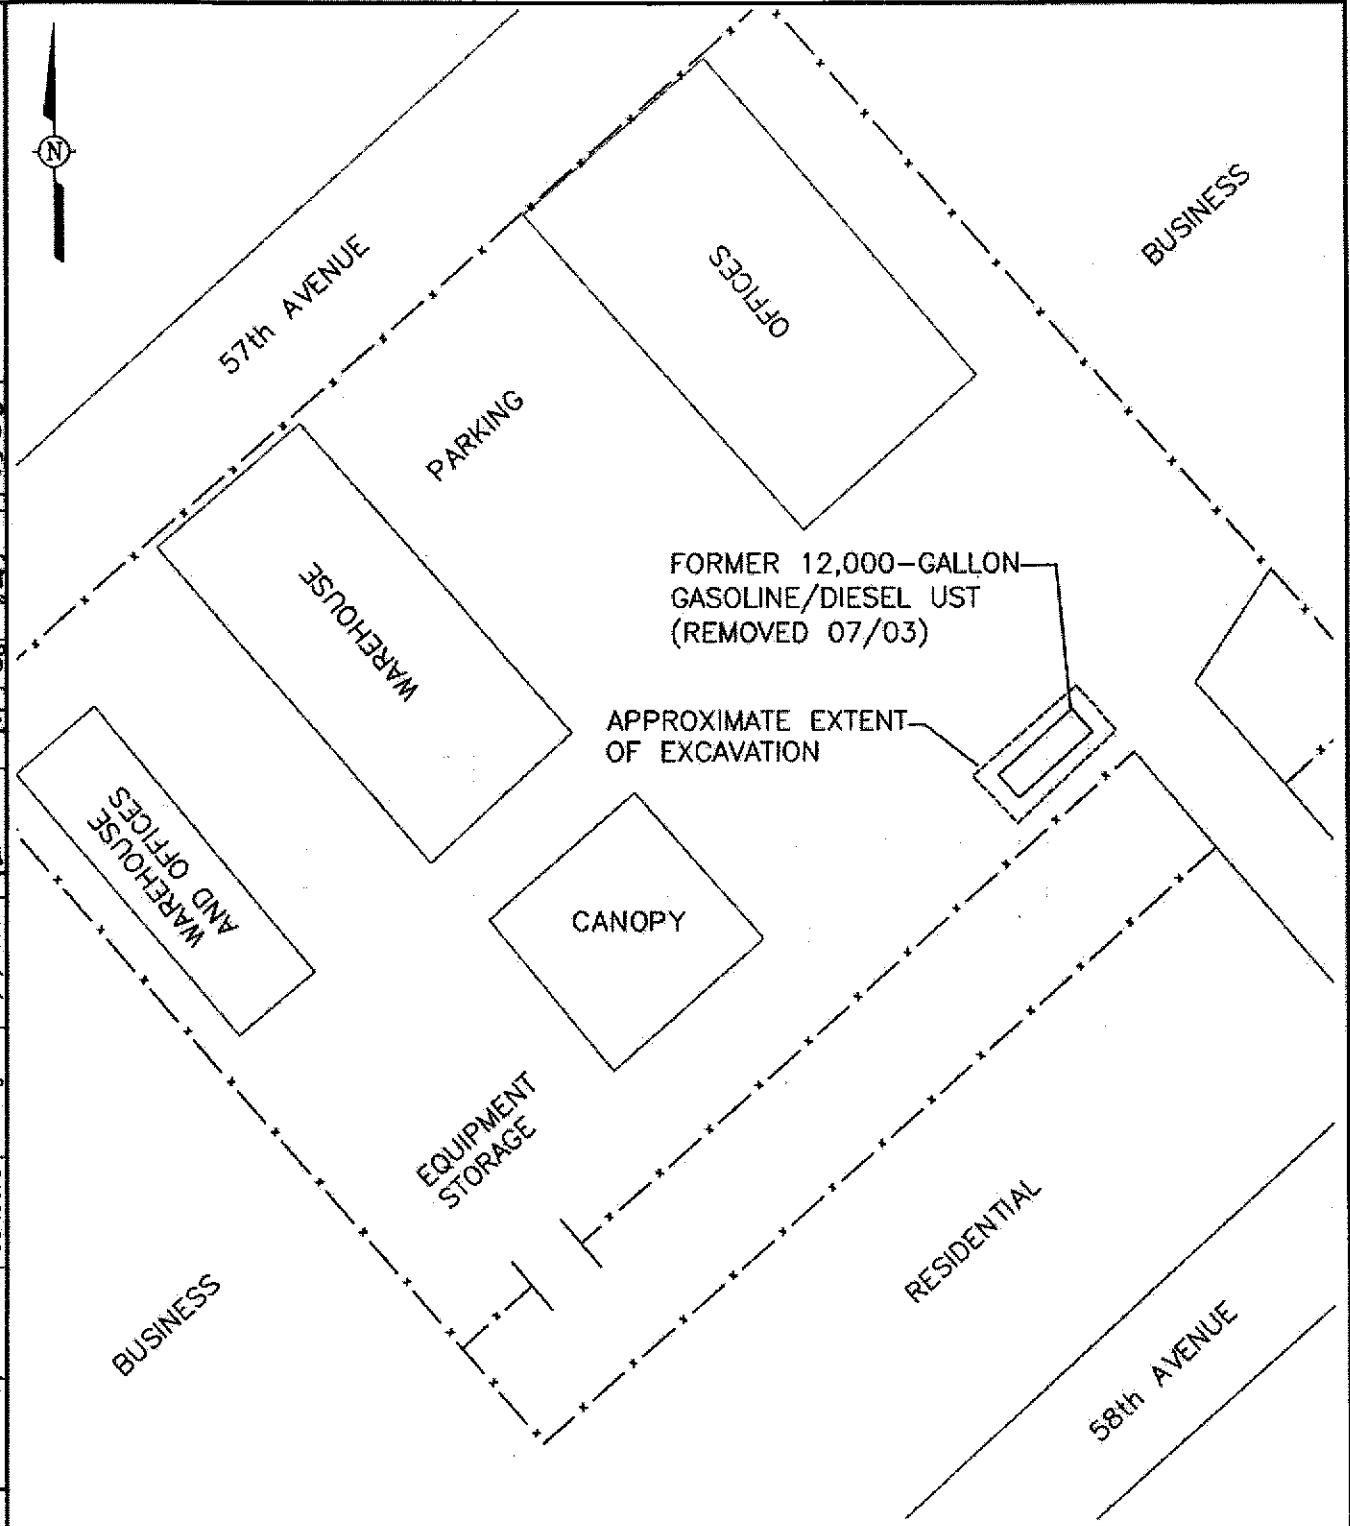 N
57th AVENUE
BUSINESS
OFFICES
PARKING
WAREHOUSE
FORMER 12,000-GALLON
GASOLINE/DIESEL UST
(REMOVED 07/03)
APPROXIMATE EXTENT
OF EXCAVATION
WAREHOUSE
AND OFFICES
CANOPY
EQUIPMENT
STORAGE
RESIDENTIAL
BUSINESS
58th AVENUE